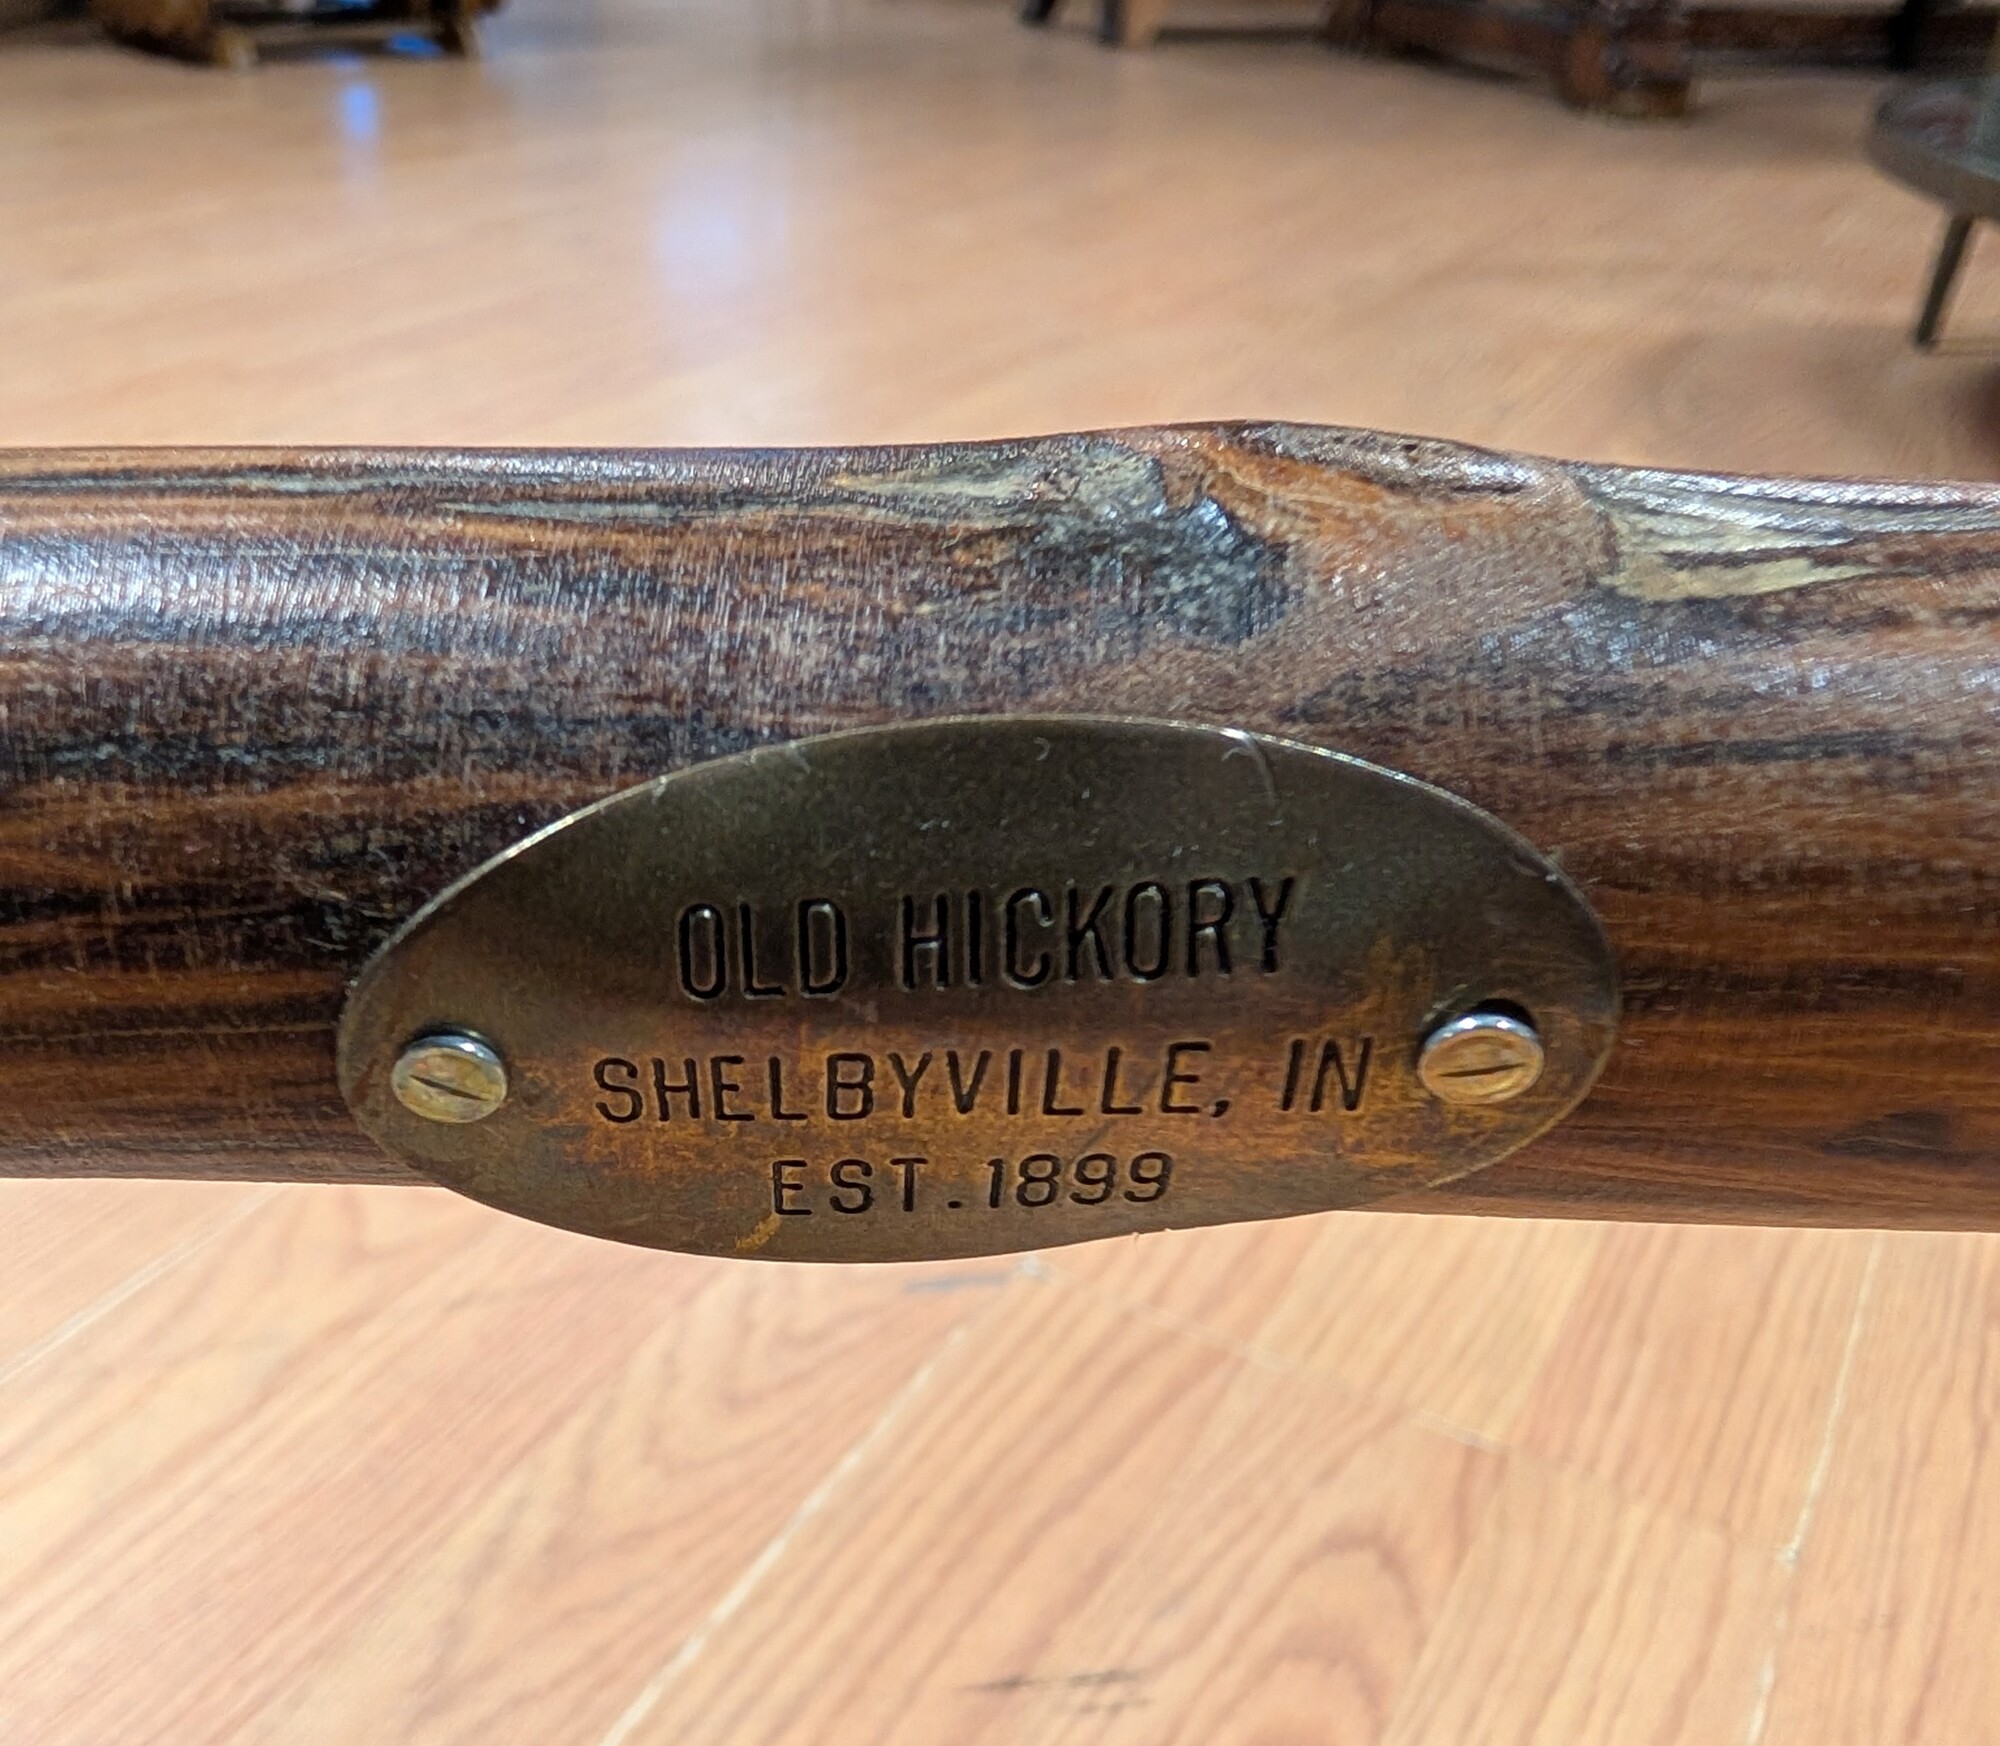 OLD HICKORY
SHELBYVILLE, IN
EST. 1899